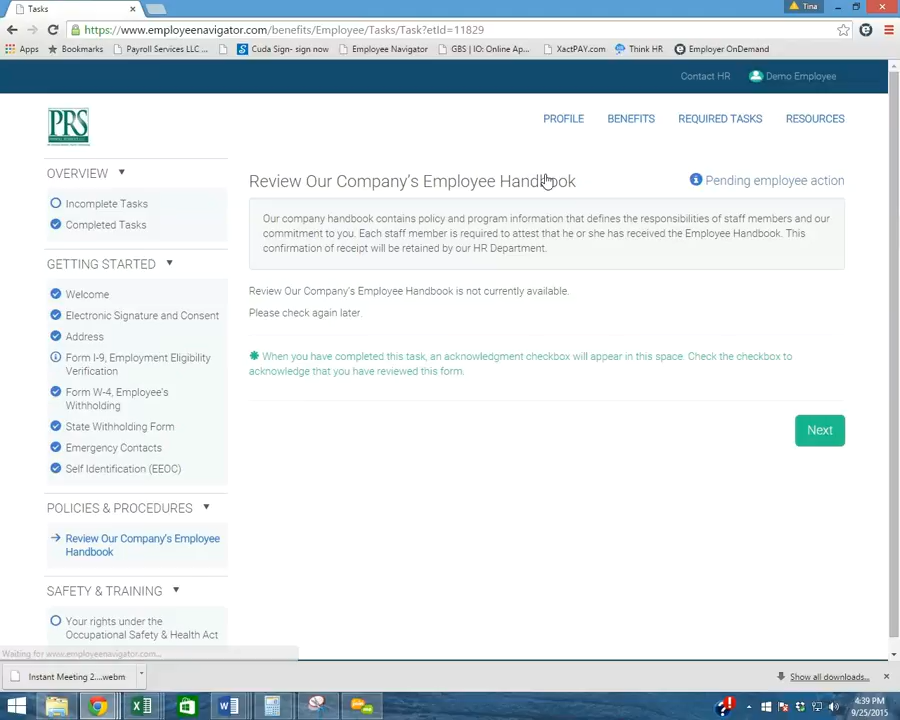 Tasks
Tina
https://www.employeenavigator.com/benefits/Employee/Tasks/Task?etId=11829
Apps Bookmarks Payroll Services LLC ... Cuda Sign- sign now Employee Navigator GBS | IO: Online Ap... XactPAY.com Think HR Employer OnDemand
Contact HR Demo Employee
PRS
PROFILE BENEFITS REQUIRED TASKS RESOURCES
OVERVIEW
Incomplete Tasks
Completed Tasks
GETTING STARTED
Welcome
Electronic Signature and Consent
Address
Form I-9, Employment Eligibility
Verification
Form W-4, Employee's
Withholding
State Withholding Form
Emergency Contacts
Self Identification (EEOC)
POLICIES & PROCEDURES
Review Our Company's Employee
Handbook
SAFETY & TRAINING
Your rights under the
Occupational Safety & Health Act
Review Our Company's Employee Handbook
Pending employee action
Our company handbook contains policy and program information that defines the responsibilities of staff members and our
commitment to you. Each staff member is required to attest that he or she has received the Employee Handbook. This
confirmation of receipt will be retained by our HR Department.
Review Our Company's Employee Handbook is not currently available.
Please check again later.
When you have completed this task, an acknowledgment checkbox will appear in this space. Check the checkbox to
acknowledge that you have reviewed this form.
Next
Waiting for www.employeenavigator.com...
Instant Meeting 2....webm
Show all downloads...
4:39 PM
9/25/2015